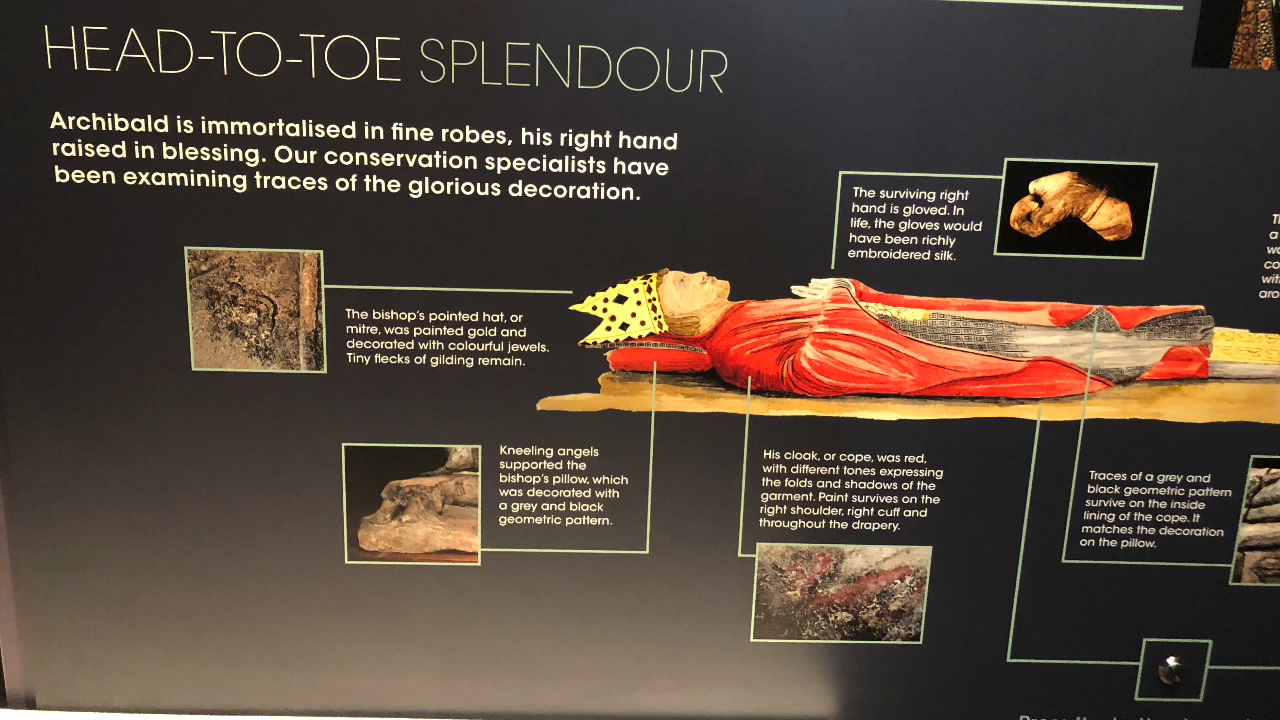 HEAD-TO-TOE SPLENDOUR
Archibald is immortalised in fine robes, his right hand
raised in blessing. Our conservation specialists have
been examining traces of the glorious decoration.
The surviving right
hand is gloved. In
life, the gloves would
have been richly
embroidered silk.
The bishop's pointed hat, or
mitre, was painted gold and
decorated with colourful jewels.
Tiny flecks of gilding remain.
Kneeling angels
supported the
bishop's pillow, which
was decorated with
a grey and black
geometric pattern.
His cloak, or cope, was red,
with different tones expressing
the folds and shadows of the
garment. Paint survives on the
right shoulder, right cuff and
throughout the drapery.
Traces of a grey and
black geometric pattern
survive on the inside
lining of the cope. It
matches the decoration
on the pillow.